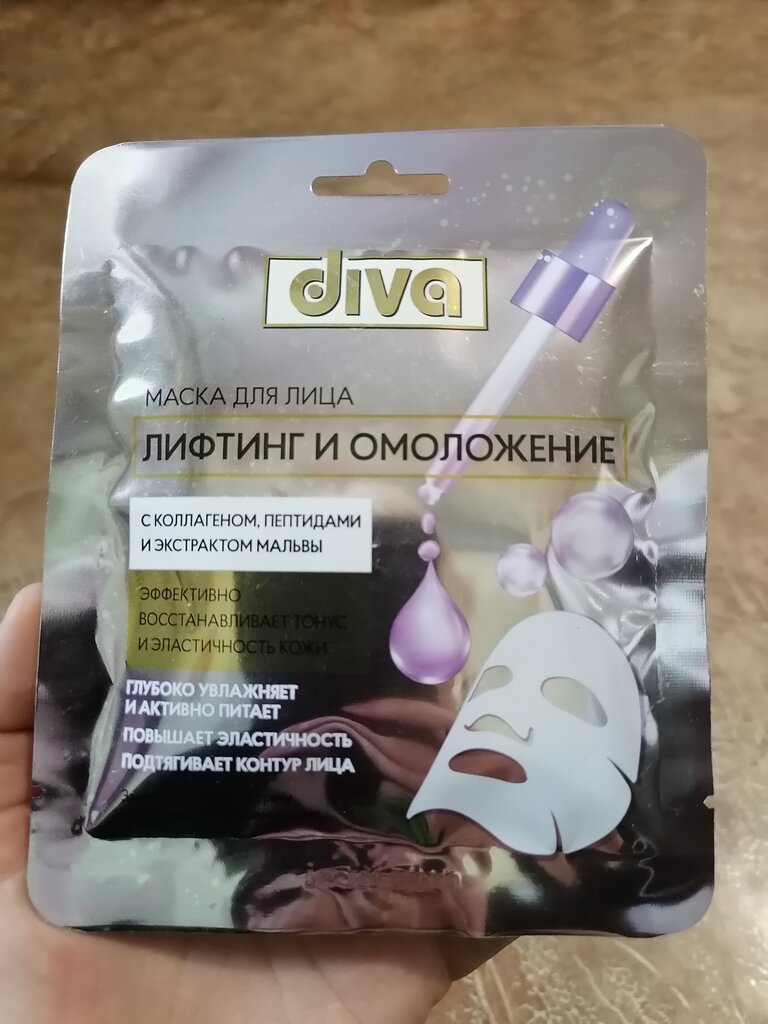 diva
МАСКА ДЛЯ ЛИЦА
ЛИФТИНГ И ОМОЛОЖЕНИЕ
С КОЛЛАГЕНОМ, ПЕПТИДАМИ
И ЭКСТРАКТОМ МАЛЬВЫ
ЭФФЕКТИВНО
ВОССТАНАВЛИВАЕТ ТОНУС
И ЭЛАСТИЧНОСТЬ КОЖИ
ГЛУБОКО УВЛАЖНЯЕТ
И АКТИВНО ПИТАЕТ
ПОВЫШАЕТ ЭЛАСТИЧНОСТЬ
ПОДТЯГИВАЕТ КОНТУР ЛИЦА